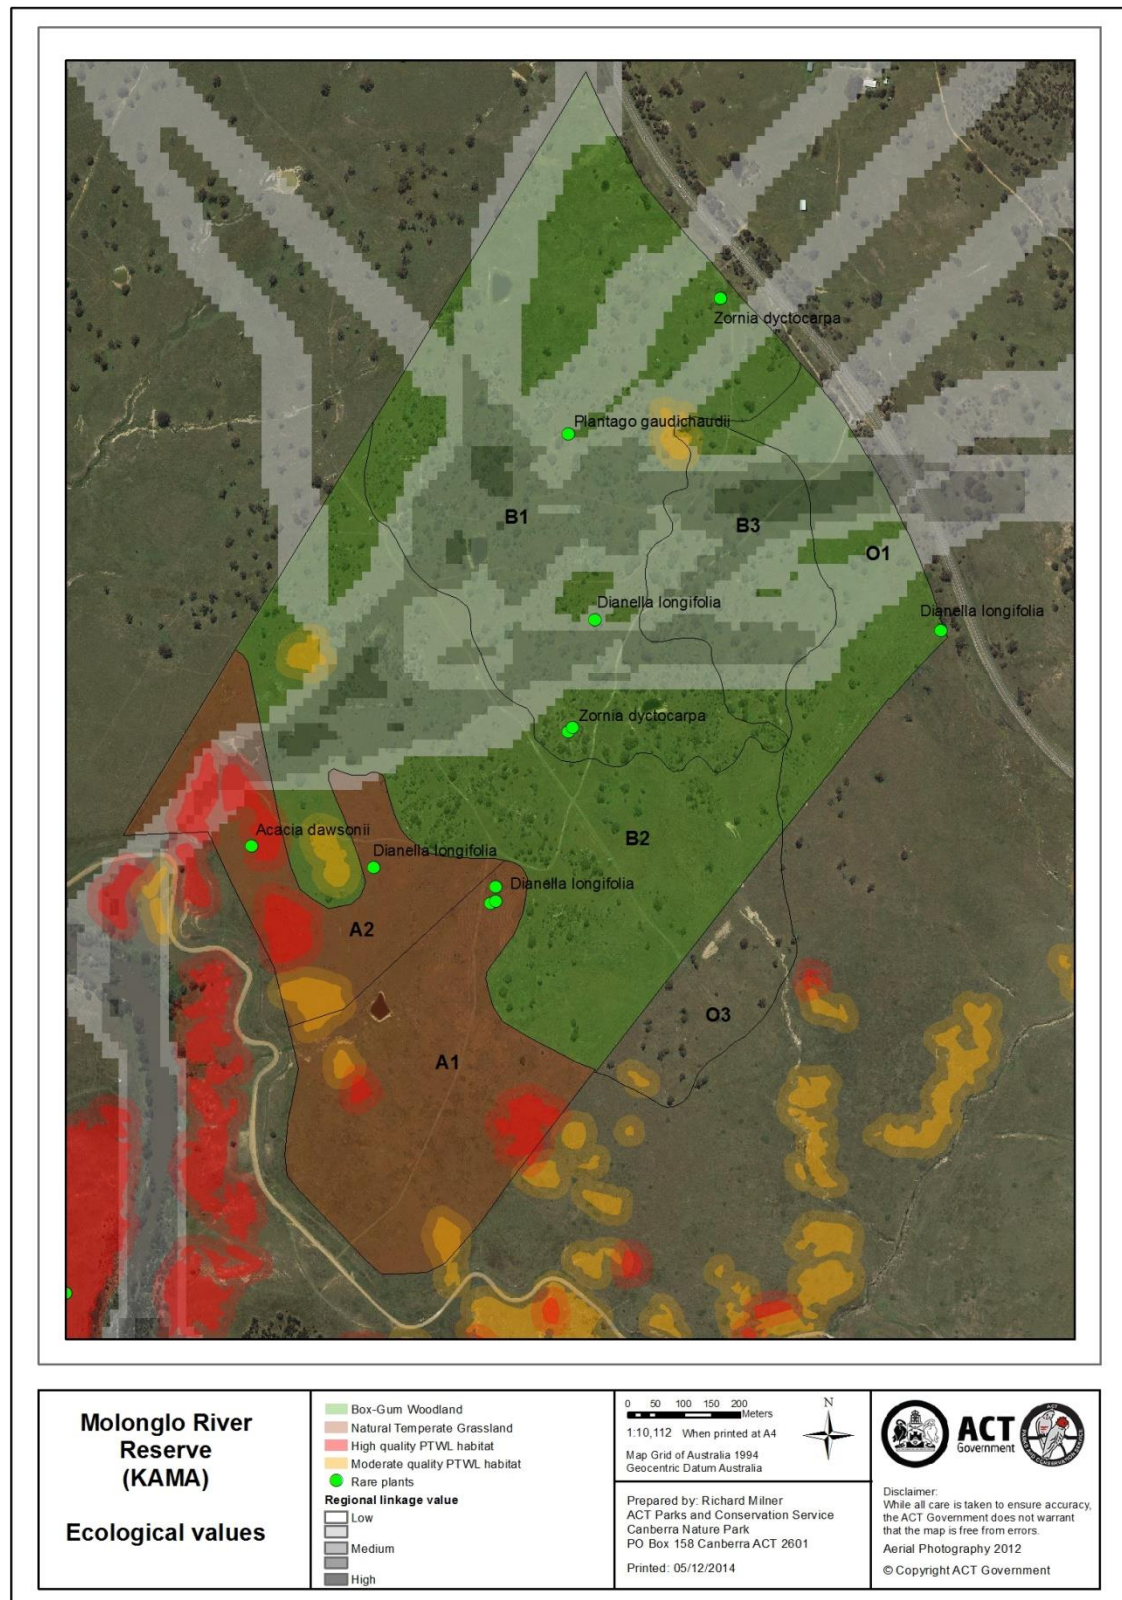 Zornia dyctocarpa
Plantago gaudichaudii
B1
B3
O1
Dianella longifolia
Dianella longifolia
Zornia dyctocarpa
Acacia dawsonii
B2
Dianella longifolia
Dianella longifolia
A2
O3
A1
Molonglo River
Reserve
(KAMA)
Ecological values
Box-Gum Woodland
Natural Temperate Grassland
High quality PTWL habitat
Moderate quality PTWL habitat
Rare plants
Regional linkage value
Low
Medium
High
0 50 100 150 200
Meters
1:10,112 When printed at A4
Map Grid of Australia 1994
Geocentric Datum Australia
N
Prepared by: Richard Milner
ACT Parks and Conservation Service
Canberra Nature Park
PO Box 158 Canberra ACT 2601
Printed: 05/12/2014
ACT
Government
Disclaimer:
While all care is taken to ensure accuracy,
the ACT Government does not warrant
that the map is free from errors.
Aerial Photography 2012
© Copyright ACT Government